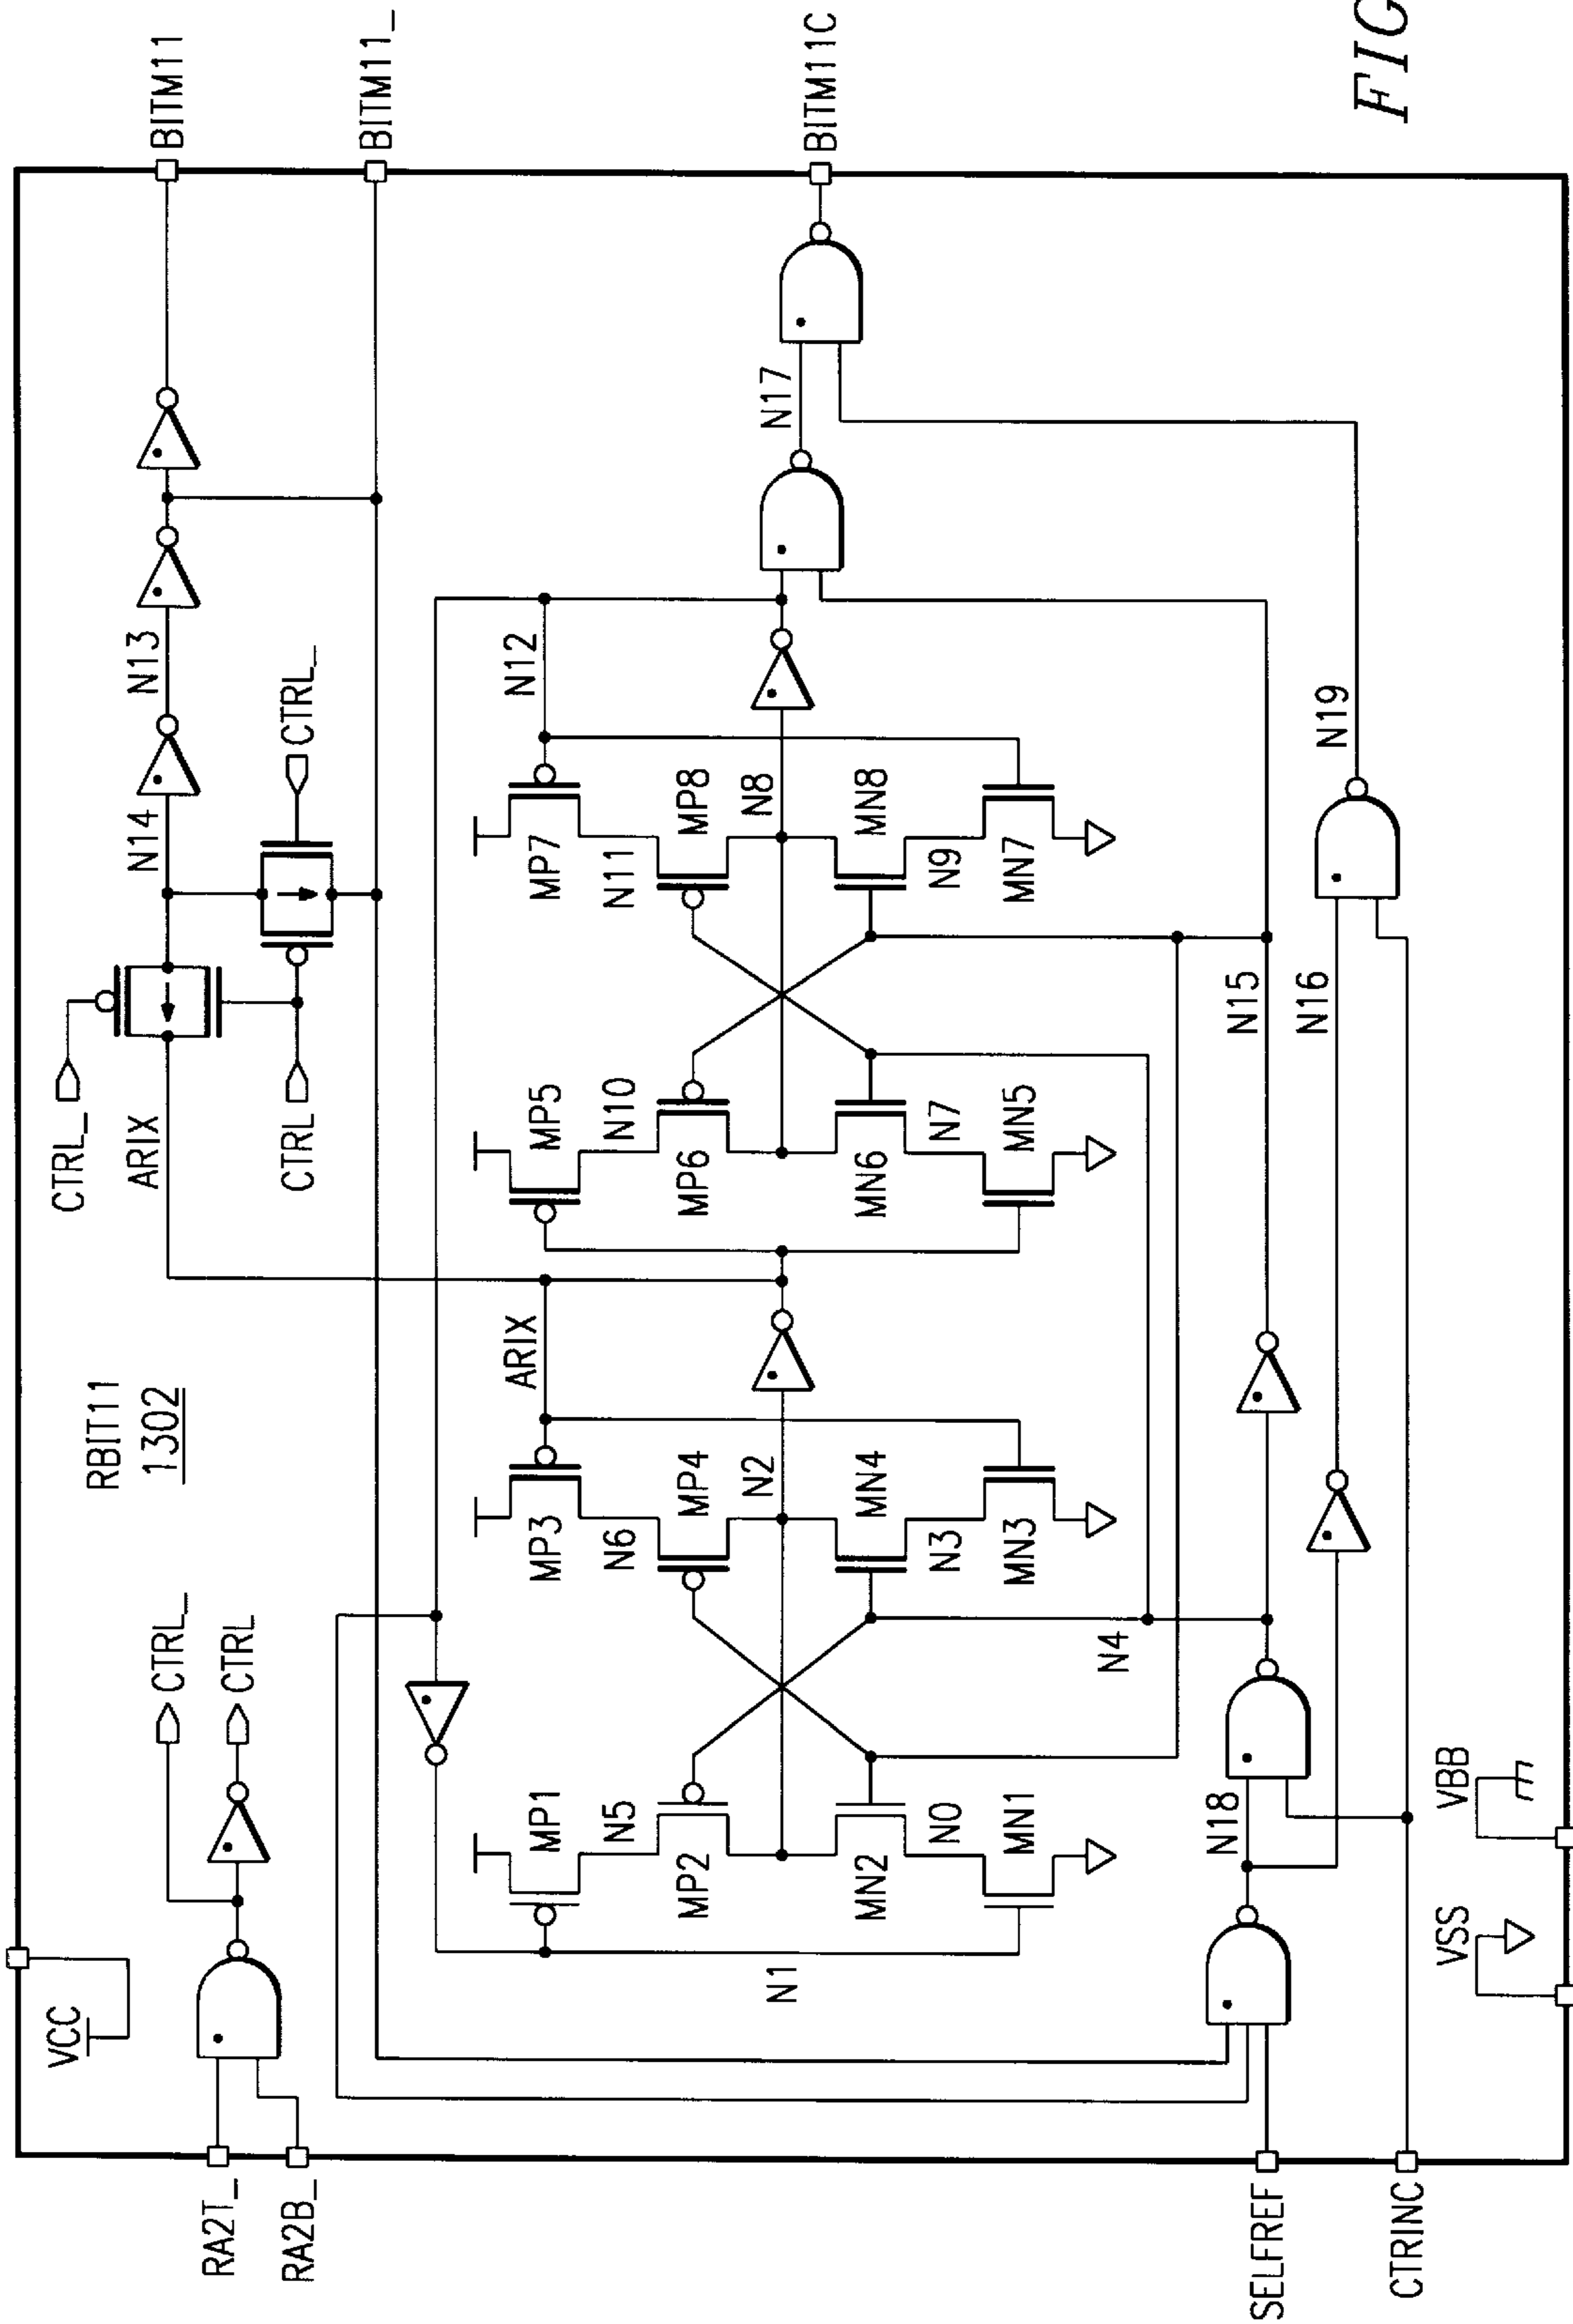 RBIT11
1302
VCC
RA2T_
RA2B_
CTRL_
CTRL
CTRL_
ARIX
CTRL
N14
CTRL_
N13
BITM11
BITM11_
BITM11C
N1
MP1
N5
MP2
MN2
N0
MN1
MP3
N6
MP4
N2
MN4
N3
MN3
N4
ARIX
MP5
N10
MP6
MN6
N7
MN5
MP7
N11
MP8
N8
MN8
N9
MN7
N12
N17
N15
N16
N19
N18
SELFREF
CTRINC
VSS
VBB
FIG